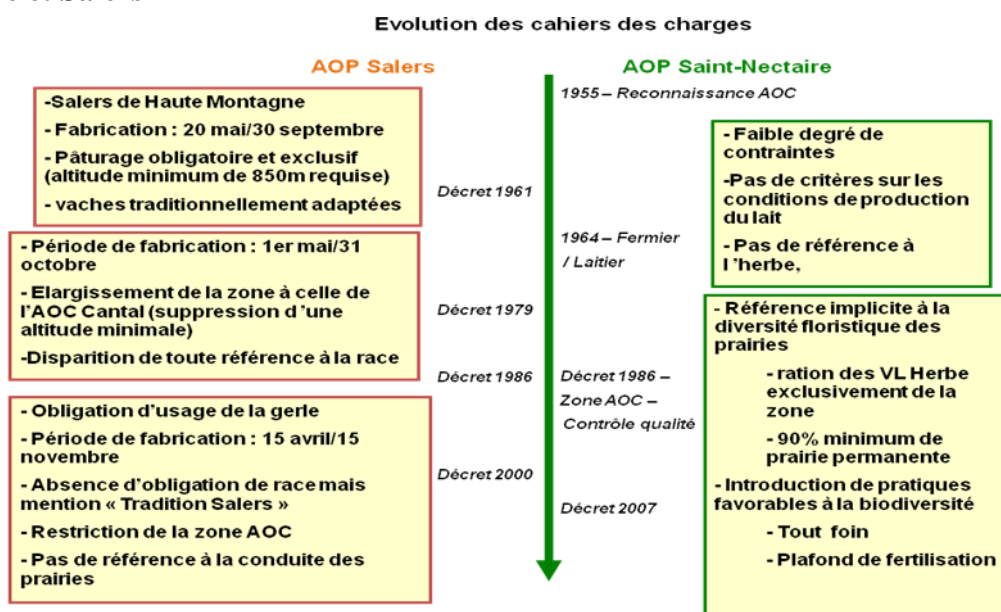 Evolution des cahiers des charges
AOP Salers
-Salers de Haute Montagne
- Fabrication : 20 mai/30 septembre
- Pâturage obligatoire et exclusif
(altitude minimum de 850m requise)
- vaches traditionnellement adaptées
- Période de fabrication : 1er mai/31
octobre
- Elargissement de la zone à celle de
l'AOC Cantal (suppression d 'une
altitude minimale)
-Disparition de toute référence à la race
- Obligation d'usage de la gerle
- Période de fabrication : 15 avril/15
novembre
- Absence d'obligation de race mais
mention « Tradition Salers »
- Restriction de la zone AOC
- Pas de référence à la conduite des
prairies
Décret 1961
Décret 1979
Décret 1986
Décret 2000
AOP Saint-Nectaire
1955 – Reconnaissance AOC
1964 – Fermier
/ Laitier
Décret 1986 –
Zone AOC –
Contrôle qualité
Décret 2007
- Faible degré de
contraintes
-Pas de critères sur les
conditions de production
du lait
- Pas de référence à
l 'herbe,
- Référence implicite à la
diversité floristique des
prairies
- ration des VL Herbe
exclusivement de la
zone
- 90% minimum de
prairie permanente
- Introduction de pratiques
favorables à la biodiversité
- Tout foin
- Plafond de fertilisation